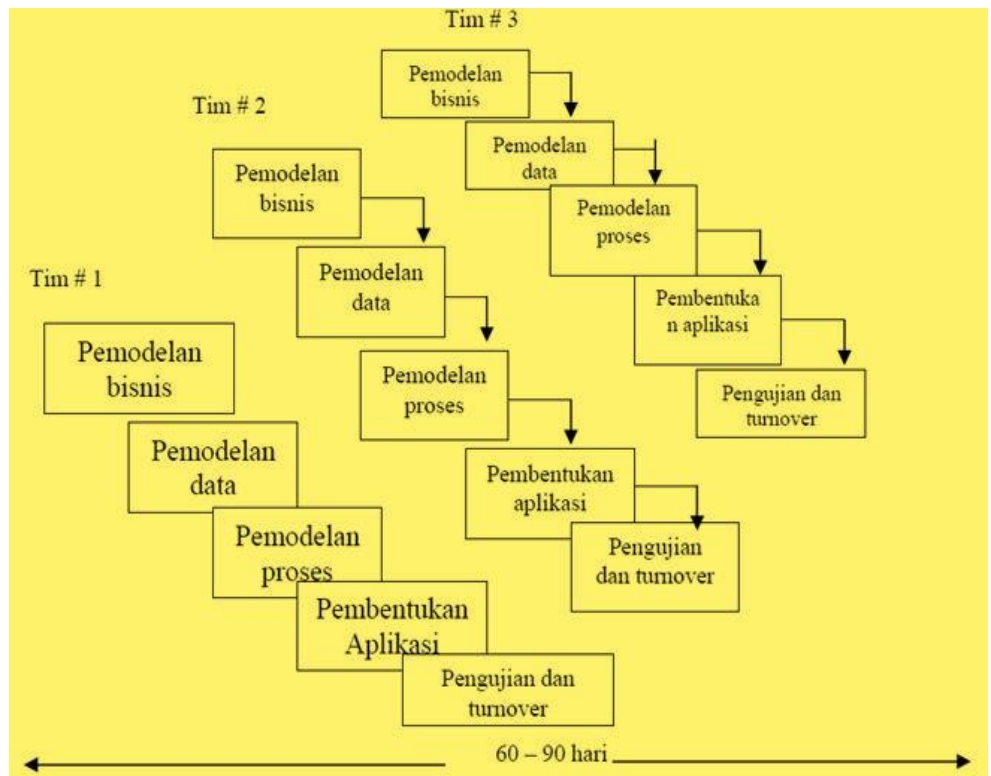 Tim # 3
Pemodelan
bisnis
Pemodelan
data
Pemodelan
proses
Pembentuka
n aplikasi
Pengujian dan
turnover
Tim # 2
Pemodelan
bisnis
Pemodelan
data
Pemodelan
proses
Pembentukan
aplikasi
Pengujian
dan turnover
Tim # 1
Pemodelan
bisnis
Pemodelan
data
Pemodelan
proses
Pembentukan
Aplikasi
Pengujian dan
turnover
60 – 90 hari